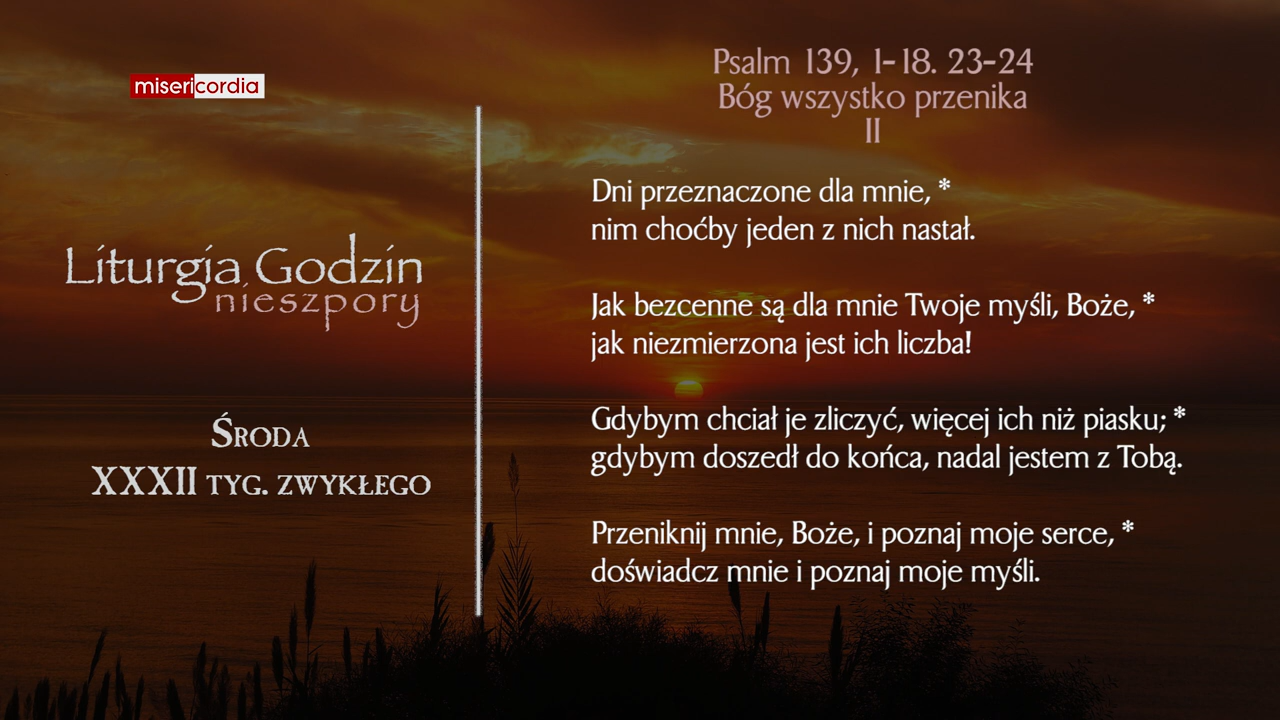 misericordia
Liturgia Godzin
nieszpory
Środa
XXXII tyg. zwykłego
Psalm 139, 1-18. 23-24
Bóg wszystko przenika
II
Dni przeznaczone dla mnie, *
nim choćby jeden z nich nastał.
Jak bezcenne są dla mnie Twoje myśli, Boże, *
jak niezmierzona jest ich liczba!
Gdybym chciał je zliczyć, więcej ich niż piasku; *
gdybym doszedł do końca, nadal jestem z Tobą.
Przeniknij mnie, Boże, i poznaj moje serce, *
doświadcz mnie i poznaj moje myśli.